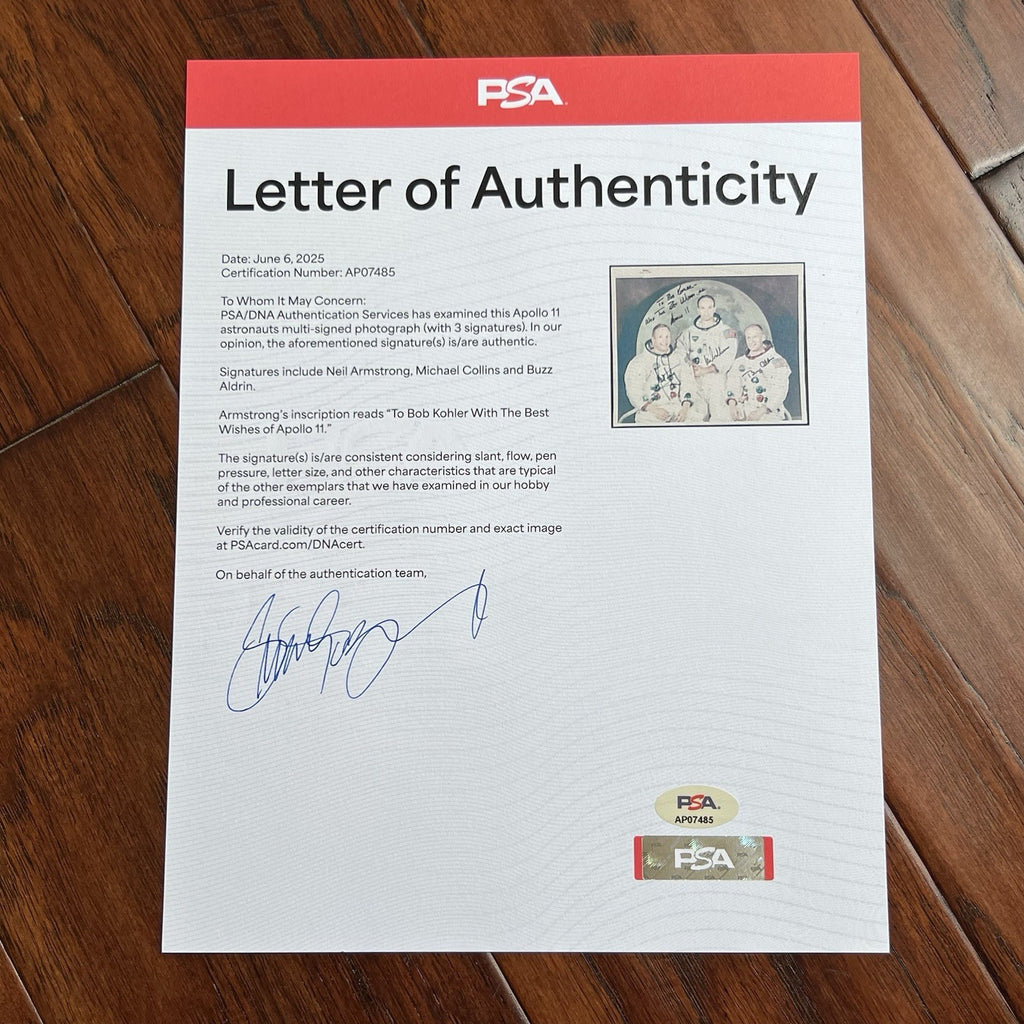 PSA
Letter of Authenticity
Date: June 6, 2025
Certification Number: AP07485
To Whom It May Concern:
PSA/DNA Authentication Services has examined this Apollo 11
astronauts multi-signed photograph (with 3 signatures). In our
opinion, the aforementioned signature(s) is/are authentic.
Signatures include Neil Armstrong, Michael Collins and Buzz
Aldrin.
Armstrong's inscription reads “To Bob Kohler With The Best
Wishes of Apollo 11.”
The signature(s) is/are consistent considering slant, flow, pen
pressure, letter size, and other characteristics that are typical
of the other exemplars that we have examined in our hobby
and professional career.
Verify the validity of the certification number and exact image
at PSAcard.com/DNAcert.
On behalf of the authentication team,
PSA
AP07485
PSA